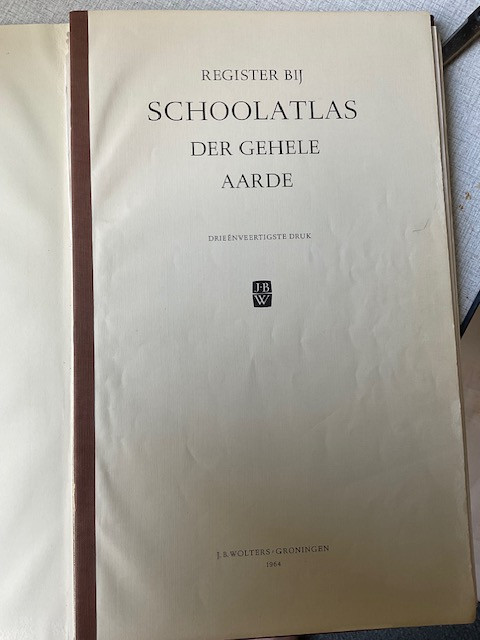 REGISTER BIJ
SCHOOLATLAS
DER GEHELE
AARDE
DRIEËNVEERTIGSTE DRUK
J·B
W
J. B. WOLTERS · GRONINGEN
1964